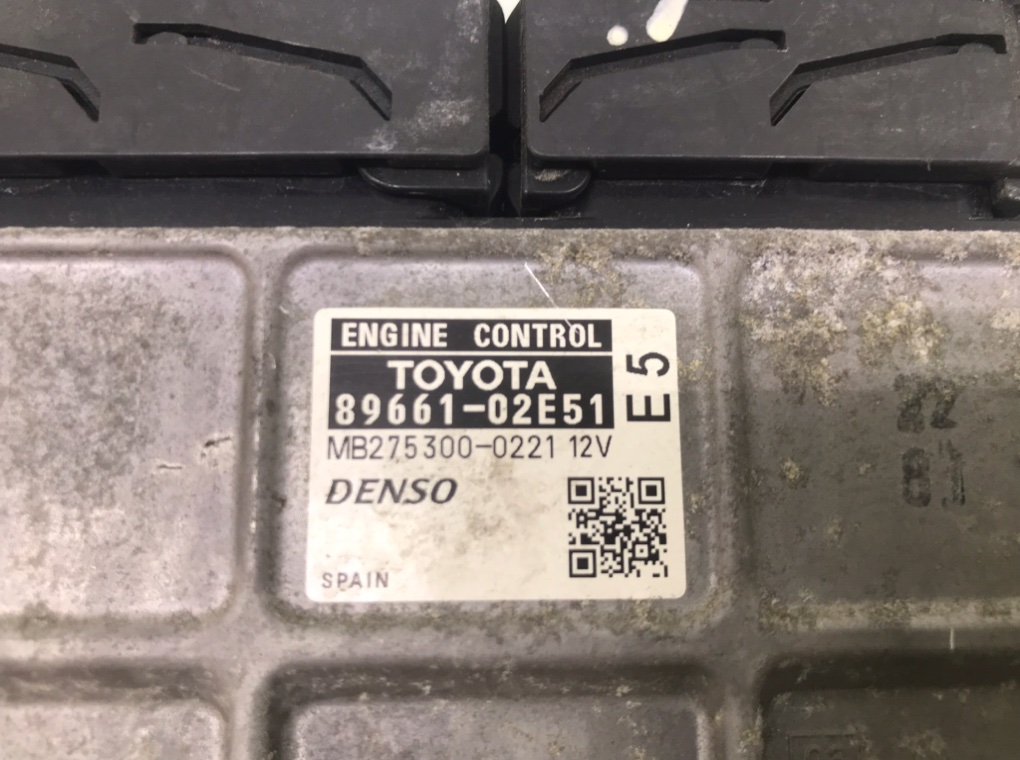 ENGINE CONTROL
TOYOTA
89661-02E51
E5
MB275300-0221 12V
DENSO
SPAIN